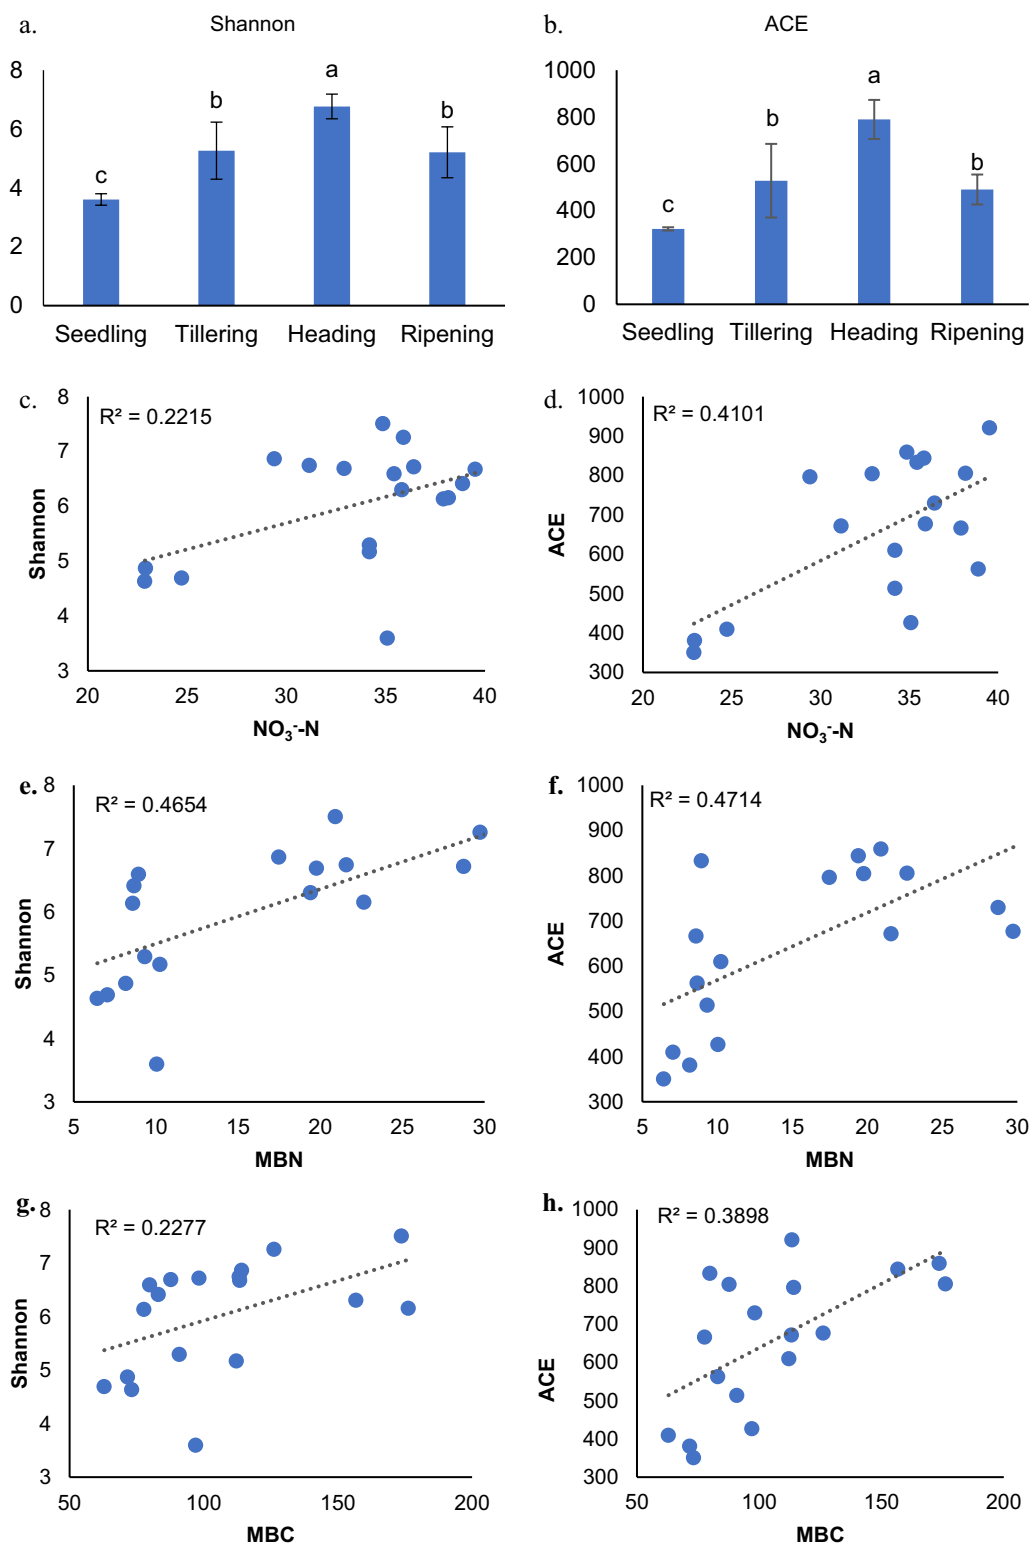 a. Shannon
8
6
4
2
0
c b a b
Seedling Tillering Heading Ripening
b. ACE
1000
800
600
400
200
0
c b a b
Seedling Tillering Heading Ripening
c.
R² = 0.2215
Shannon
8
7
6
5
4
3
20 25 30 35 40
NO₃⁻-N
d.
R² = 0.4101
ACE
1000
900
800
700
600
500
400
300
20 25 30 35 40
NO₃⁻-N
e.
R² = 0.4654
Shannon
8
7
6
5
4
3
5 10 15 20 25 30
MBN
f.
R² = 0.4714
ACE
1000
900
800
700
600
500
400
300
5 10 15 20 25 30
MBN
g.
R² = 0.2277
Shannon
8
7
6
5
4
3
50 100 150 200
MBC
h.
R² = 0.3898
ACE
1000
900
800
700
600
500
400
300
50 100 150 200
MBC